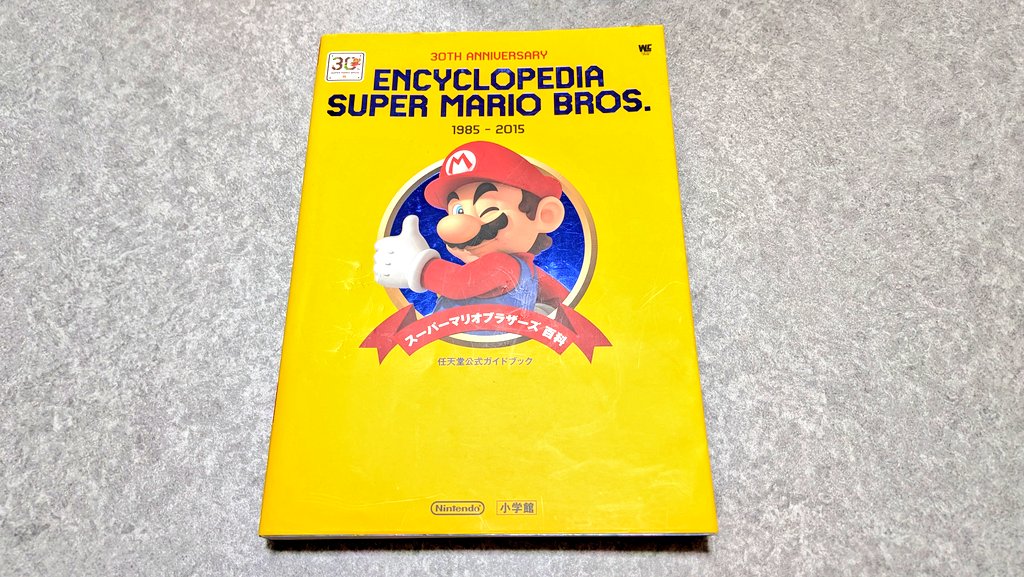 30TH ANNIVERSARY
30
ENCYCLOPEDIA
SUPER MARIO BROS.
1985 - 2015
M
スーパーマリオブラザーズ 百科
任天堂公式ガイドブック
Nintendo
小学館